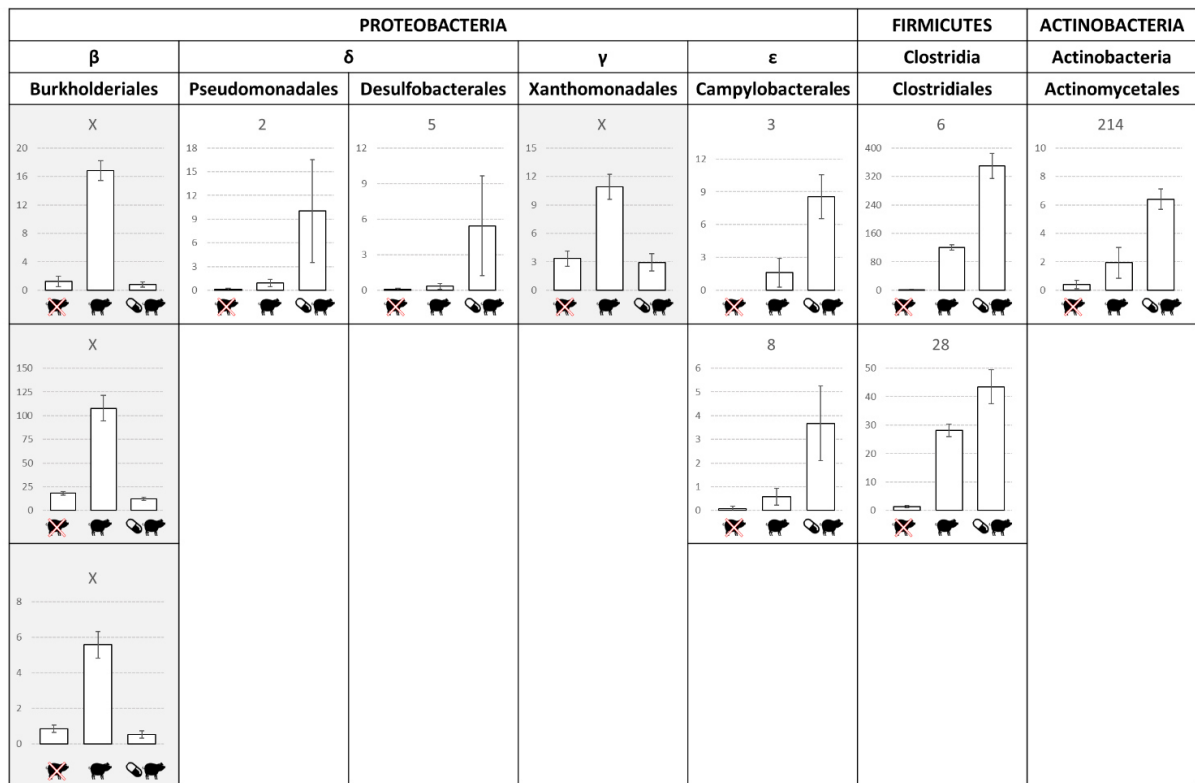 PROTEOBACTERIA FIRMICUTES ACTINOBACTERIA
β δ γ ε Clostridia Actinobacteria
Burkholderiales Pseudomonadales Desulfobacterales Xanthomonadales Campylobacterales Clostridiales Actinomycetales
X 2 5 X 3 6 214
20 18 12 15 12 400 10
16 15 9 12 9 320 8
12 12 6 9 6 240 6
8 9 3 6 3 160 4
4 6 0 3 0 80 2
0 3 0 0 0
0
X 8 28
150 6 50
125 5 40
100 4 30
75 3 20
50 2 10
25 1 0
0 0
X
8
6
4
2
0